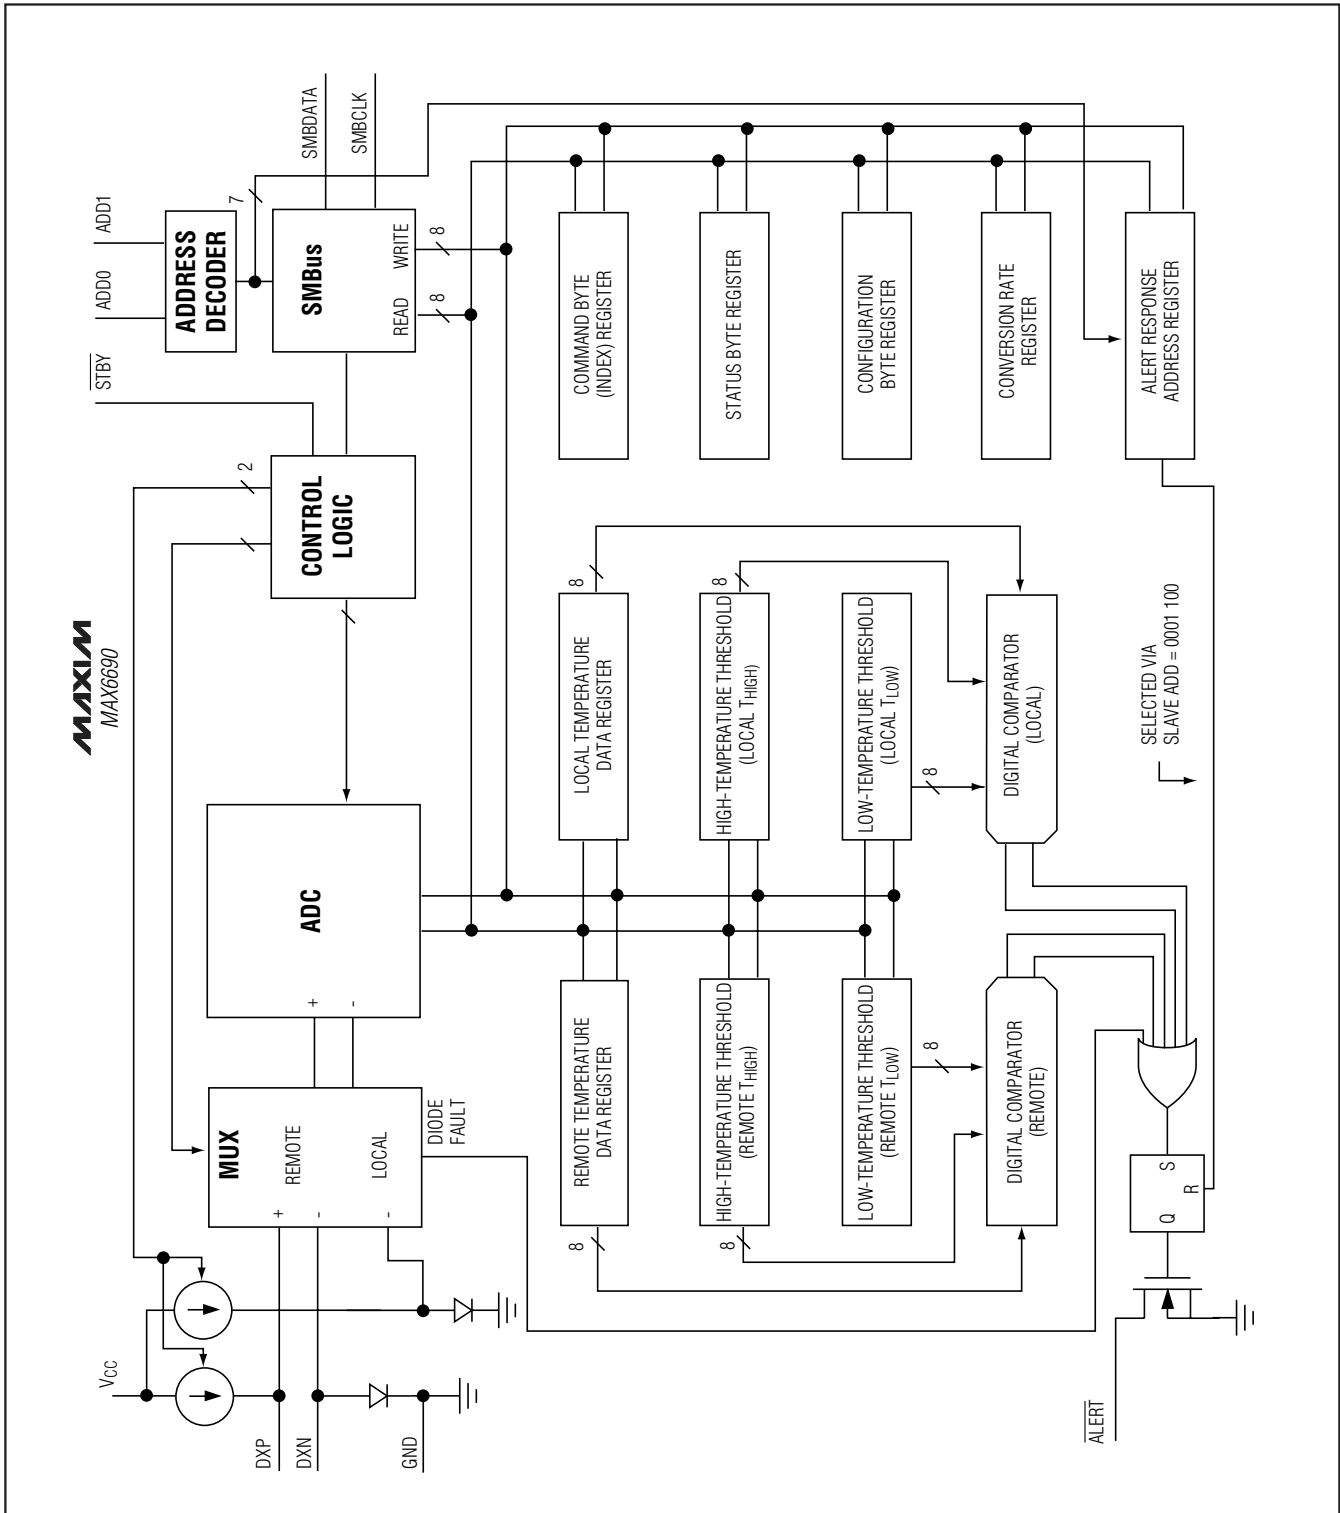 MAXIM
MAX6690
VCC
DXP
DXN
GND
MUX
REMOTE
LOCAL
+
-
-
DIODE
FAULT
ADC
+
-
2
CONTROL
LOGIC
STBY
ADD0
ADD1
ADDRESS
DECODER
7
SMBus
READ
WRITE
8
8
SMBDATA
SMBCLK
REMOTE TEMPERATURE
DATA REGISTER
8
HIGH-TEMPERATURE THRESHOLD
(REMOTE THIGH)
8
LOW-TEMPERATURE THRESHOLD
(REMOTE TLOW)
8
DIGITAL COMPARATOR
(REMOTE)
LOCAL TEMPERATURE
DATA REGISTER
8
HIGH-TEMPERATURE THRESHOLD
(LOCAL THIGH)
8
LOW-TEMPERATURE THRESHOLD
(LOCAL TLOW)
8
DIGITAL COMPARATOR
(LOCAL)
COMMAND BYTE
(INDEX) REGISTER
STATUS BYTE REGISTER
CONFIGURATION
BYTE REGISTER
CONVERSION RATE
REGISTER
ALERT RESPONSE
ADDRESS REGISTER
SELECTED VIA
SLAVE ADD = 0001 100
Q
S
R
ALERT